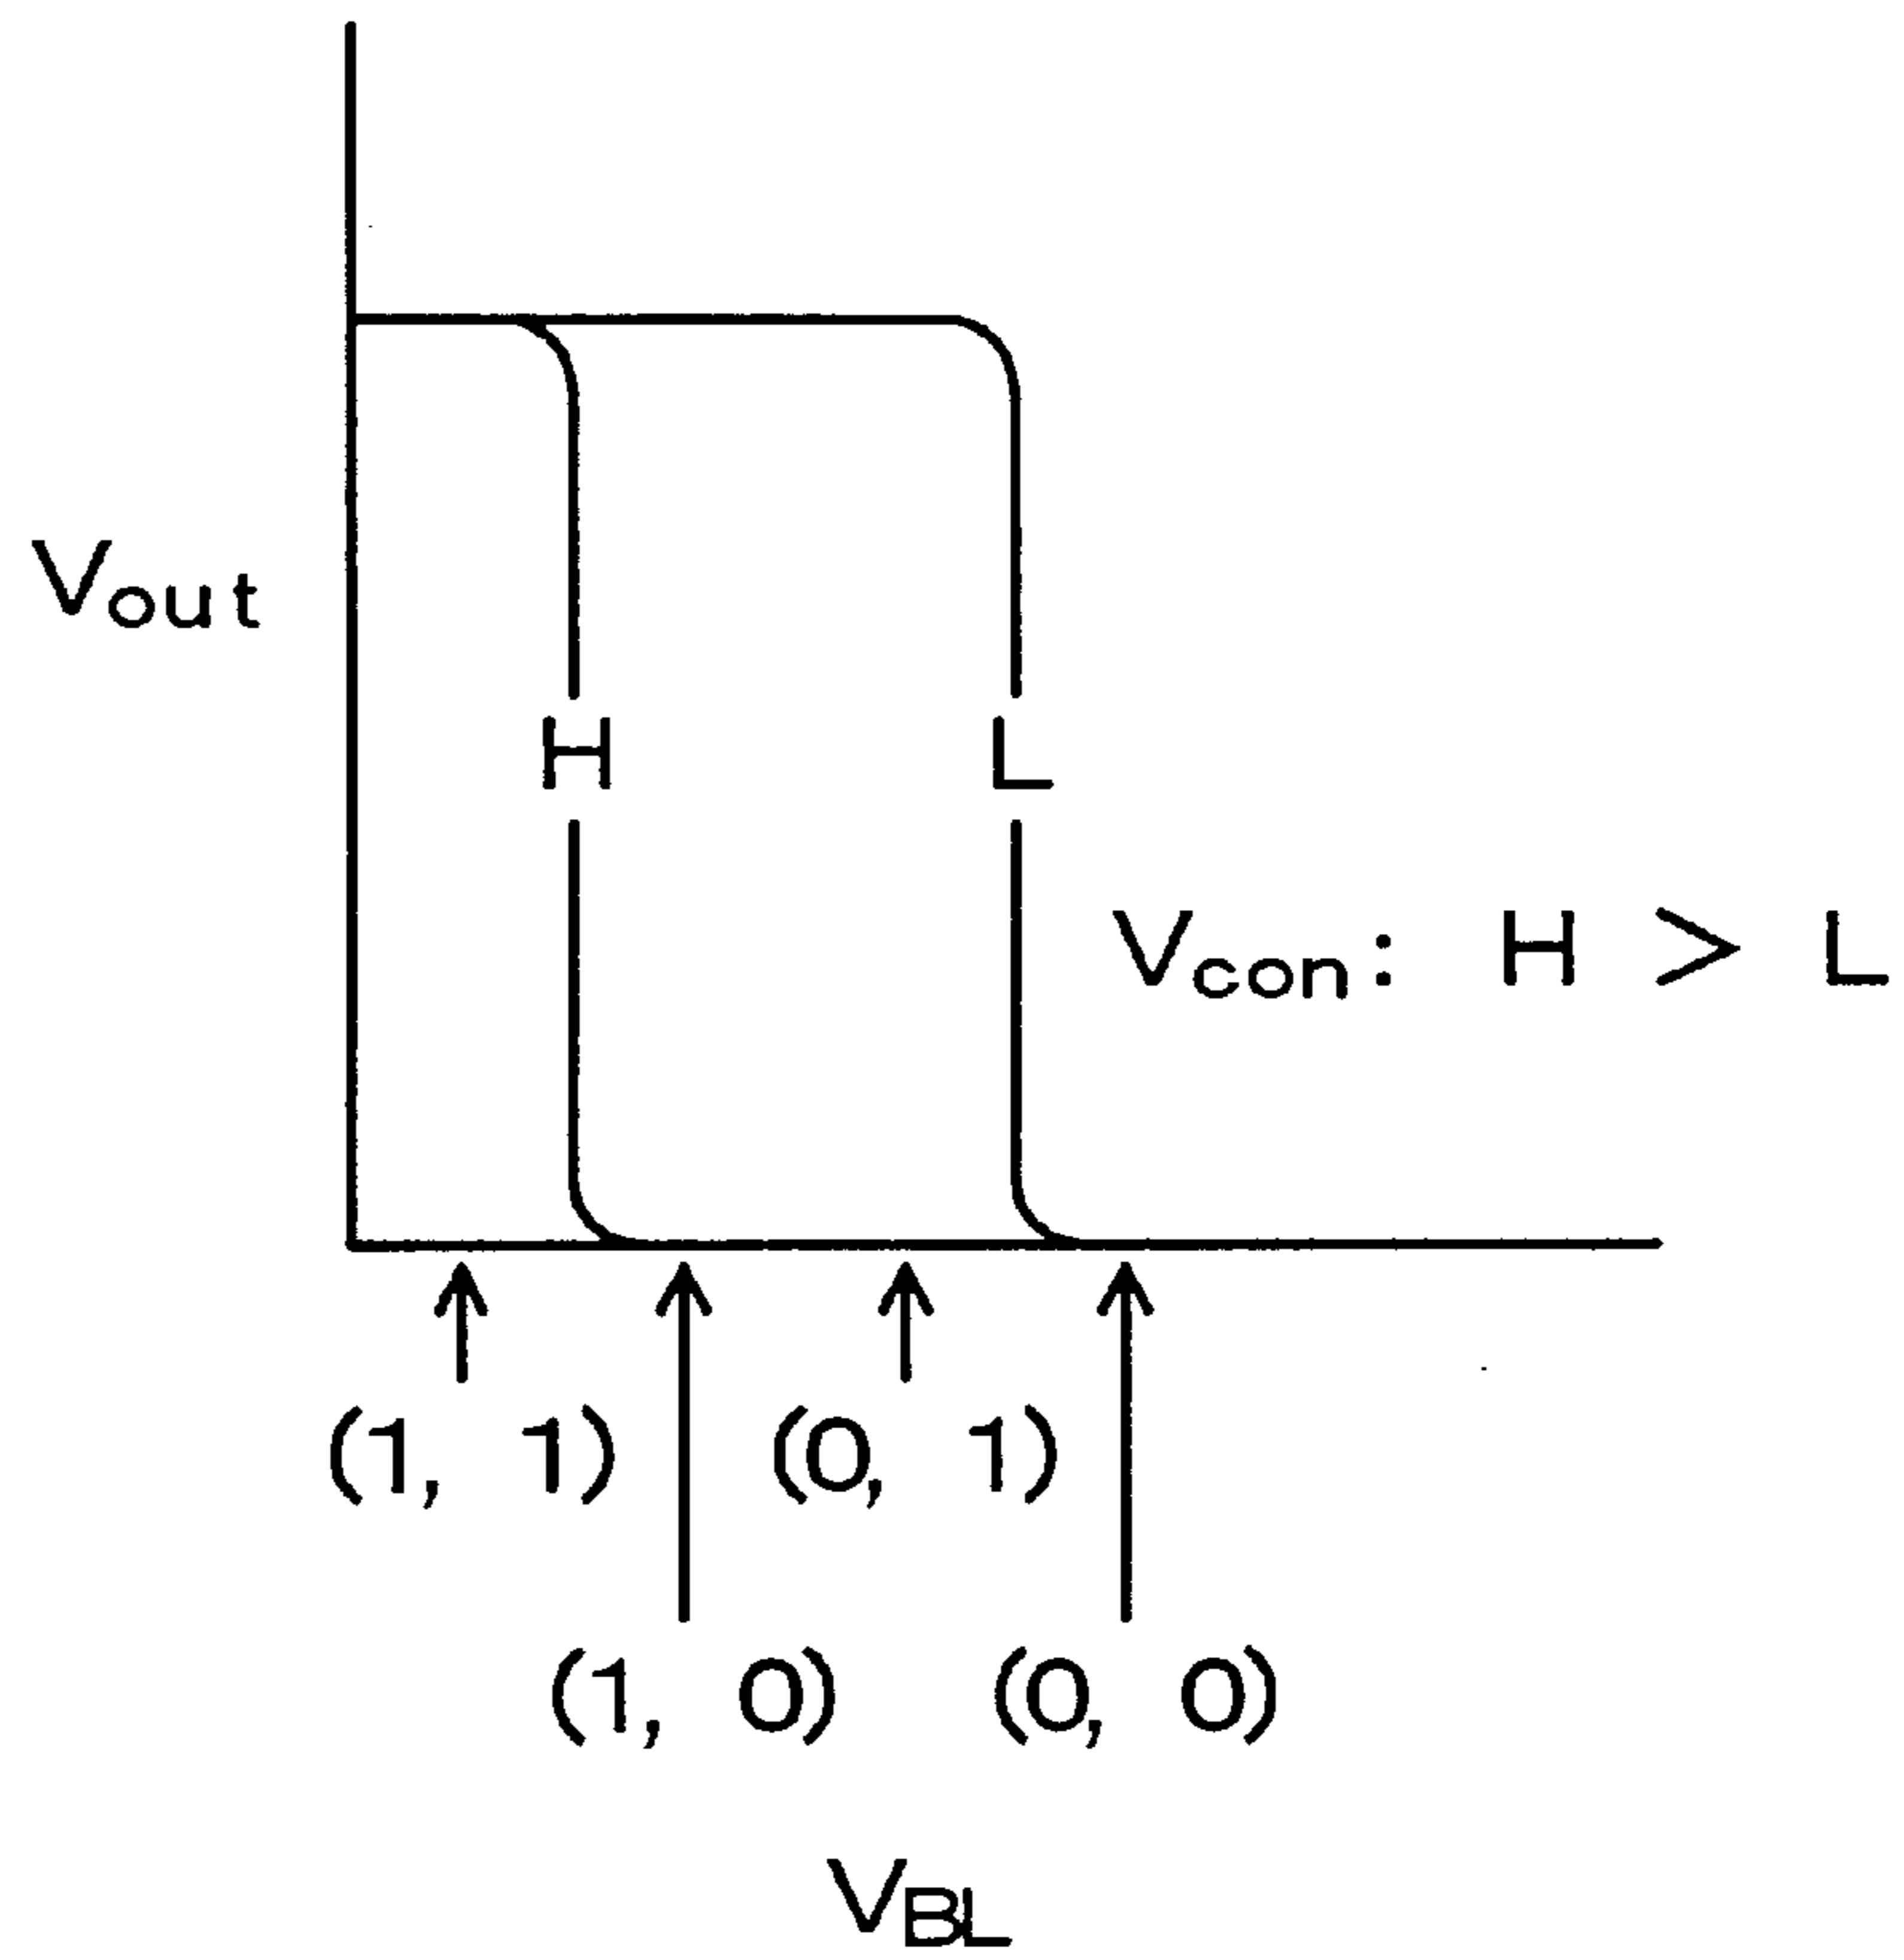 Vout
H L
Vcon: H > L
(1, 1) (0, 1)
(1, 0) (0, 0)
VBL